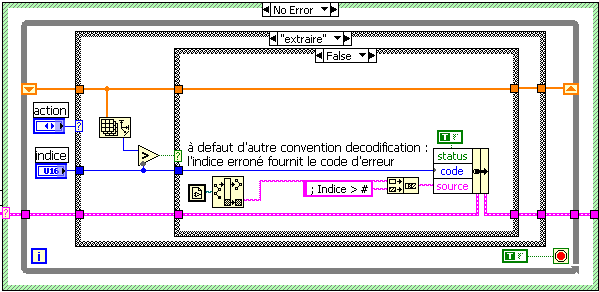 No Error
"extraire"
False
action
indice
U16
à defaut d'autre convention decodification :
l'indice erroné fournit le code d'erreur
T F
status
code
source
; Indice > #
i
T F